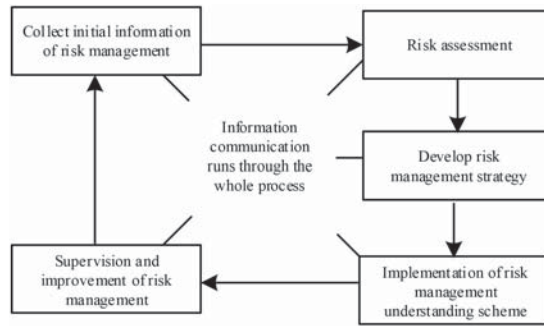 Collect initial information
of risk management
Risk assessment
Information
communication
runs through the
whole process
Develop risk
management strategy
Supervision and
improvement of risk
management
Implementation of risk
management
understanding scheme